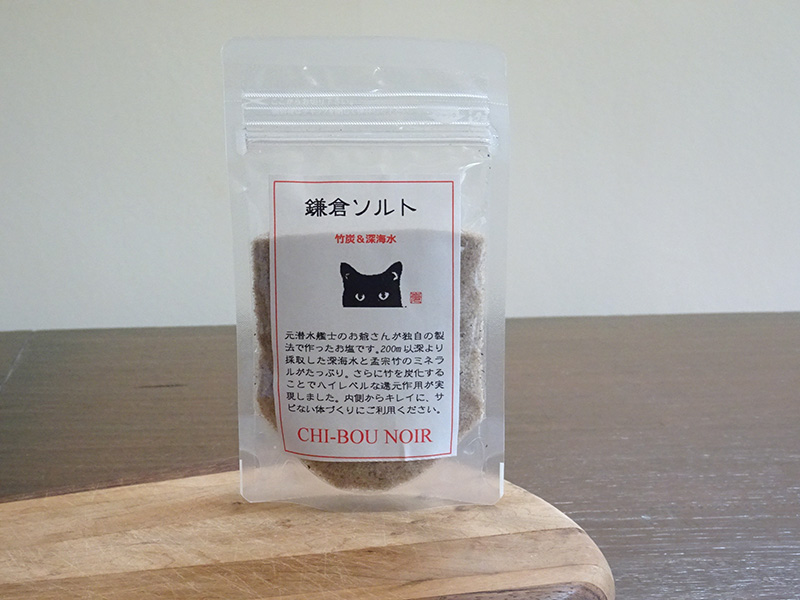 鎌倉ソルト
竹炭&深海水
元潜水艦士のお爺さんが独自の製
法で作ったお塩です。200m以深より
採取した深海水と孟宗竹のミネラ
ルがたっぷり。さらに竹を炭化する
ことでハイレベルな還元作用が実
現しました。内側からキレイに、サ
ビない体づくりにご利用ください。
CHI-BOU NOIR